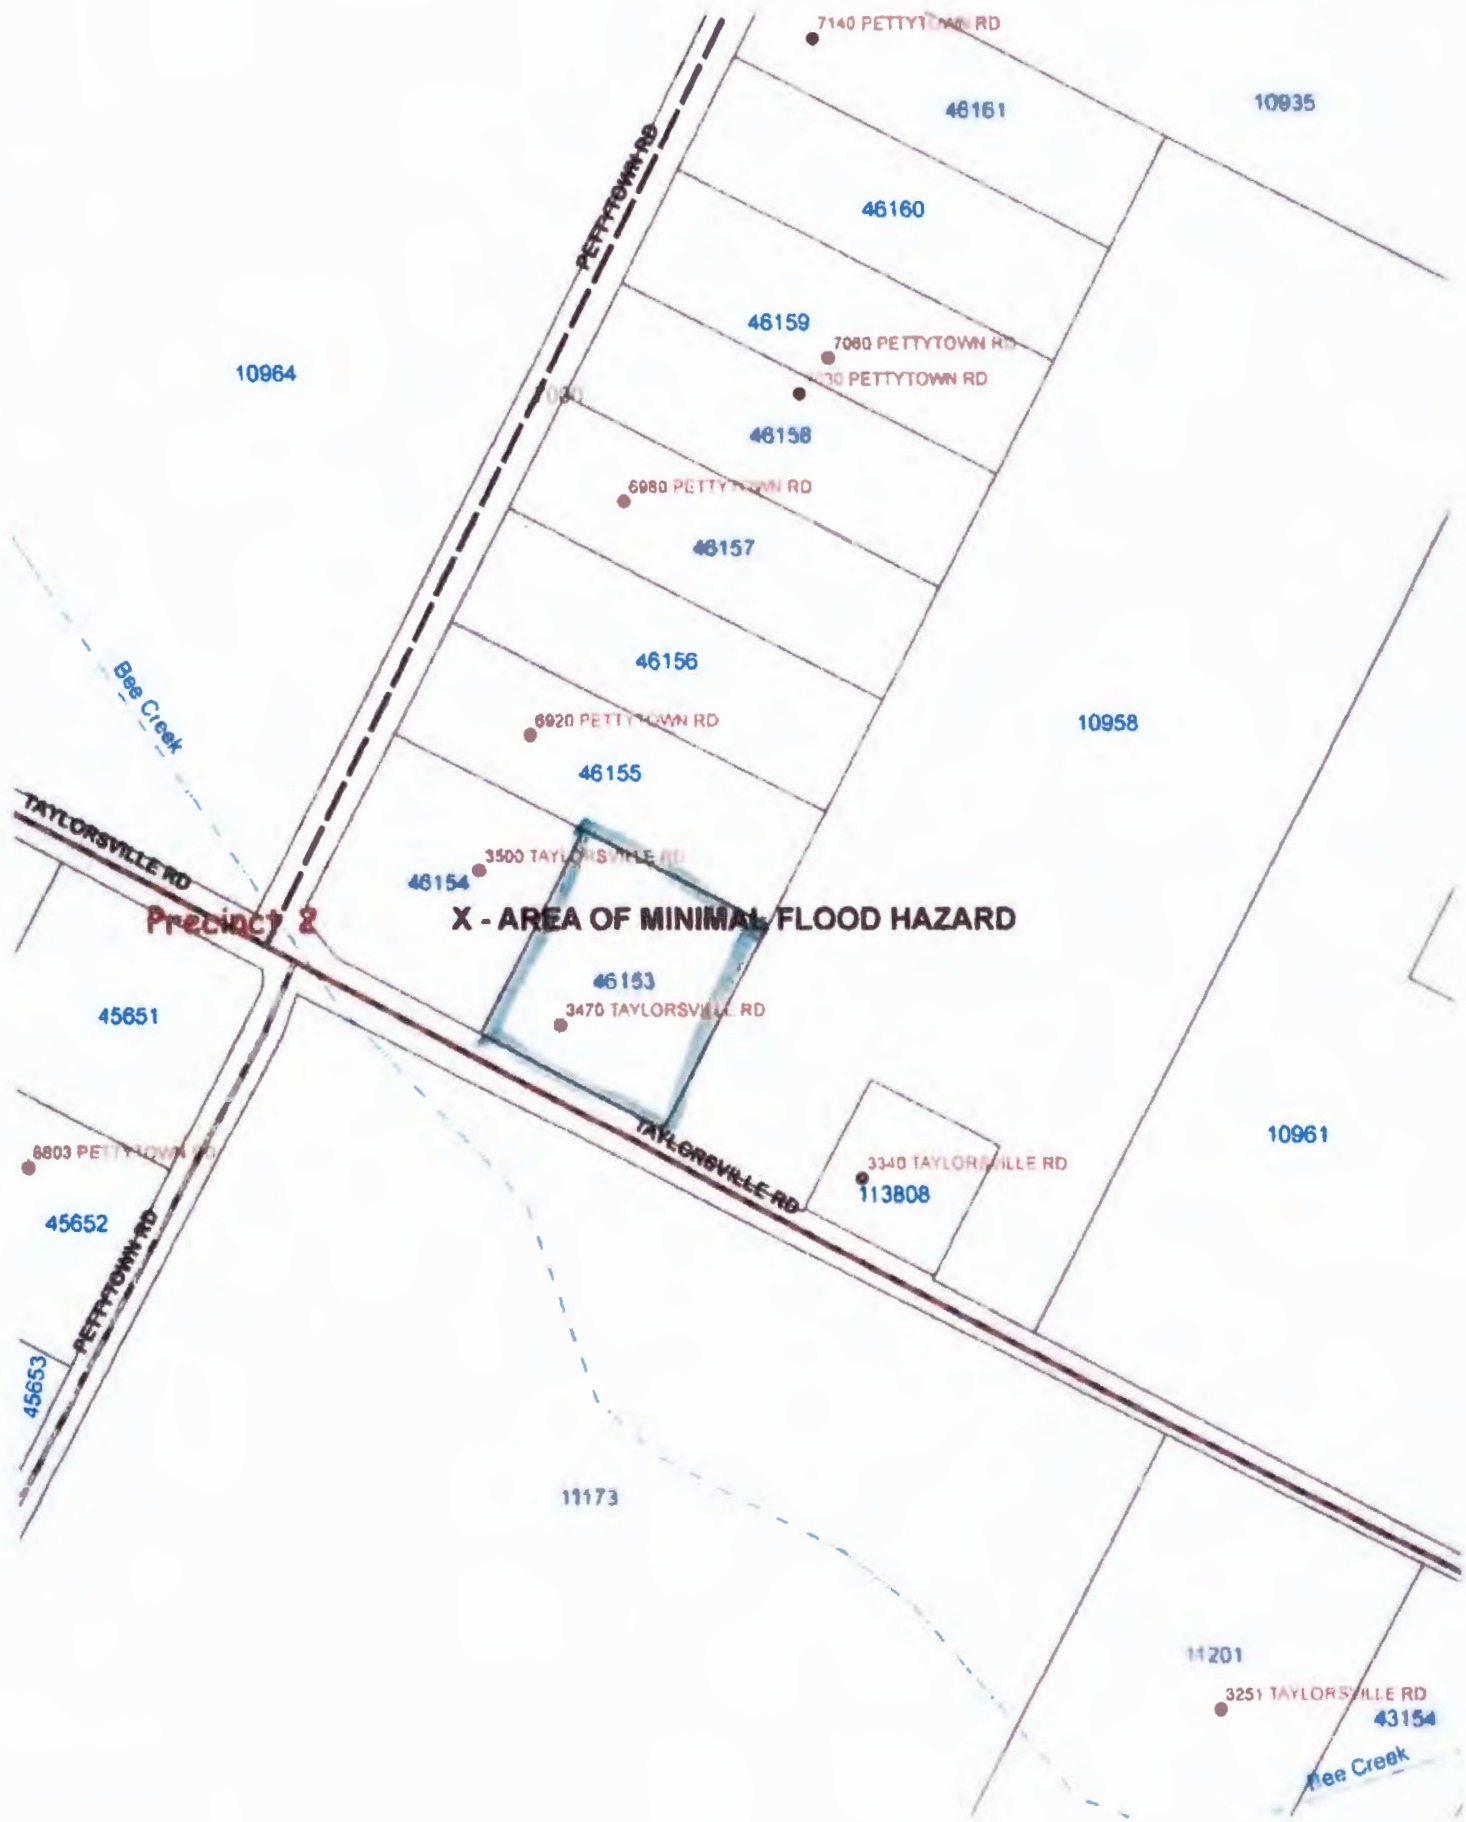 7140 PETTYTOWN RD
46161
10935
PETTYTOWN RD
46160
46159
7060 PETTYTOWN RD
10964
7030 PETTYTOWN RD
7000
46158
6980 PETTYTOWN RD
46157
46156
Bee Creek
6920 PETTYTOWN RD
10958
46155
TAYLORSVILLE RD
3500 TAYLORSVILLE RD
46154
Precinct 2
X - AREA OF MINIMAL FLOOD HAZARD
46153
3470 TAYLORSVILLE RD
45651
TAYLORSVILLE RD
10961
6803 PETTYTOWN RD
3340 TAYLORSVILLE RD
113808
45652
PETTYTOWN RD
45653
11173
11201
3251 TAYLORSVILLE RD
43154
Bee Creek